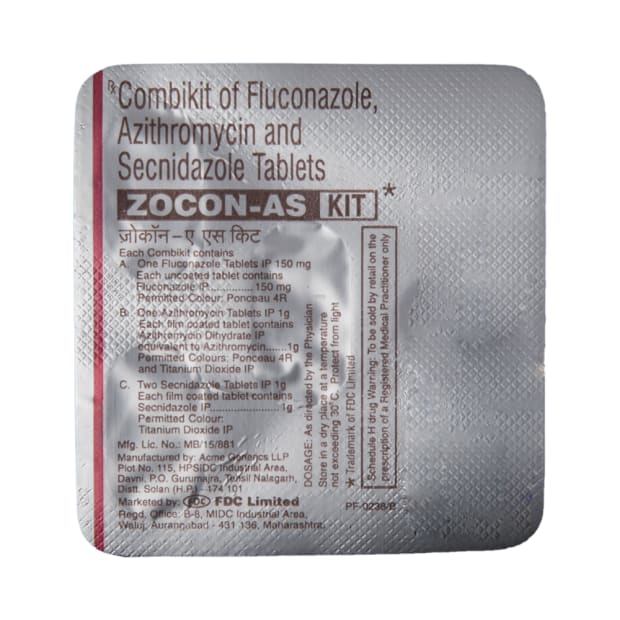 Rx Combikit of Fluconazole,
Azithromycin and
Secnidazole Tablets
ZOCON-AS KIT *
ज़ोकॉन-ए एस किट
Each Combikit contains
A. One Fluconazole Tablets IP 150 mg
Each uncoated tablet contains
Fluconazole IP............... 150 mg
Permitted Colour: Ponceau 4R
B. One Azithromycin Tablets IP 1g
Each film coated tablet contains
Azithromycin Dihydrate IP
equivalent to Azithromycin......1g
Permitted Colours: Ponceau 4R
and Titanium Dioxide IP
C. Two Secnidazole Tablets IP 1g
Each film coated tablet contains
Secnidazole IP.................. 1g
Permitted Colour:
Titanium Dioxide IP
Mfg. Lic. No.: MB/15/881
Manufactured by: Acme Generics LLP
Plot No. 115, HPSIDC Industrial Area,
Davni, P.O. Gurumajra, Tehsil Nalagarh,
Distt. Solan (H.P.) - 174 101
Marketed by: FDC FDC Limited
Regd. Office: B-8, MIDC Industrial Area,
Waluj, Aurangabad - 431 136, Maharashtra.
DOSAGE: As directed by the Physician
Store in a dry place at a temperature
not exceeding 30°C. Protect from light
* Trademark of FDC Limited
Schedule H drug Warning: To be sold by retail on the
prescription of a Registered Medical Practitioner only
PF-0238/B